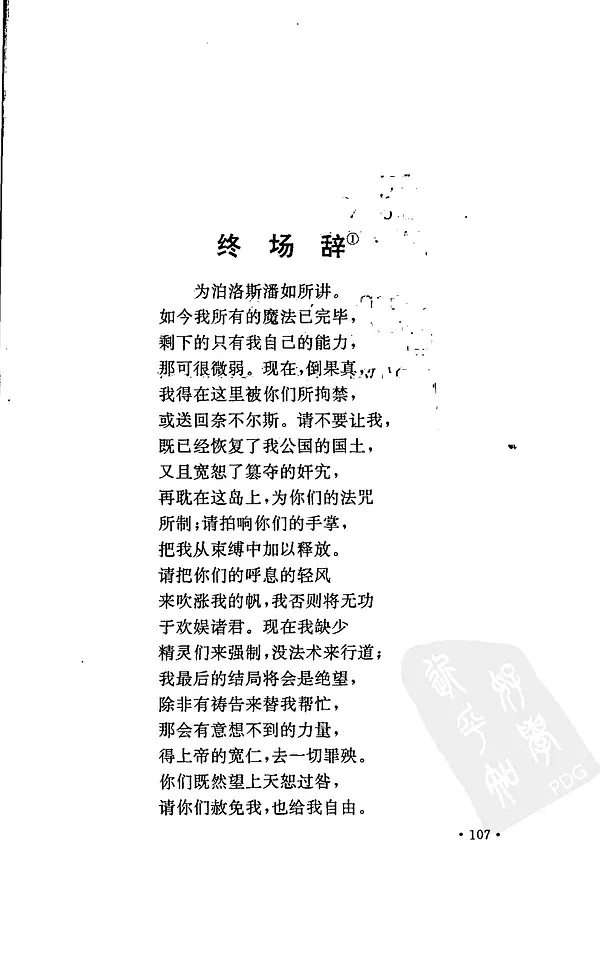 终场辞①
为泊洛斯潘如所讲。
如今我所有的魔法已完毕，
剩下的只有我自己的能力，
那可很微弱。现在，倒果真，
我得在这里被你们所拘禁，
或送回奈不尔斯。请不要让我，
既已经恢复了我公国的国土，
又且宽恕了篡夺的奸宄，
再耽在这岛上，为你们的法咒
所制；请拍响你们的手掌，
把我从束缚中加以释放。
请把你们的呼息的轻风
来吹涨我的帆，我否则将无功
于欢娱诸君。现在我缺少
精灵们来强制，没法术来行道；
我最后的结局将会是绝望，
除非有祷告来替我帮忙，
那会有意想不到的力量，
得上帝的宽仁，去一切罪殃。
你们既然望上天恕过咎，
请你们赦免我，也给我自由。
·107·
PDG